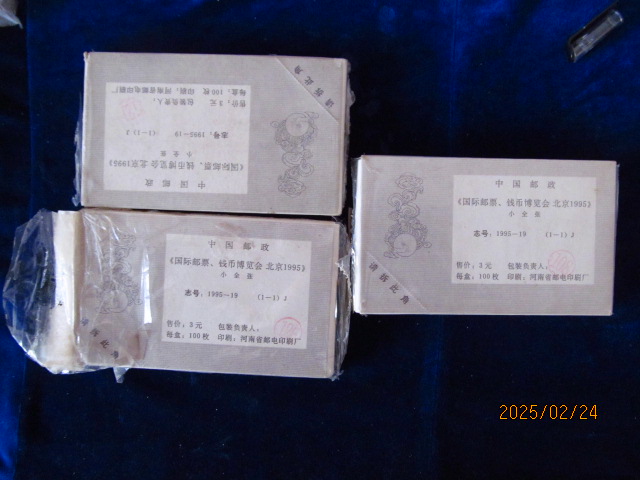 中国邮政
《国际邮票、钱币博览会 北京1995》
小全张
志号：1995－19 （1－1）J
售价：3元 包装负责人：
每盒：100枚 印刷：河南省邮电印刷厂
请拆此角
中国邮政
《国际邮票、钱币博览会 北京1995》
小全张
志号：1995－19 （1－1）J
售价：3元 包装负责人：
每盒：100枚 印刷：河南省邮电印刷厂
请拆此角
中国邮政
《国际邮票、钱币博览会 北京1995》
小全张
志号：1995－19 （1－1）J
售价：3元 包装负责人：
每盒：100枚 印刷：河南省邮电印刷厂
请拆此角
2025/02/24